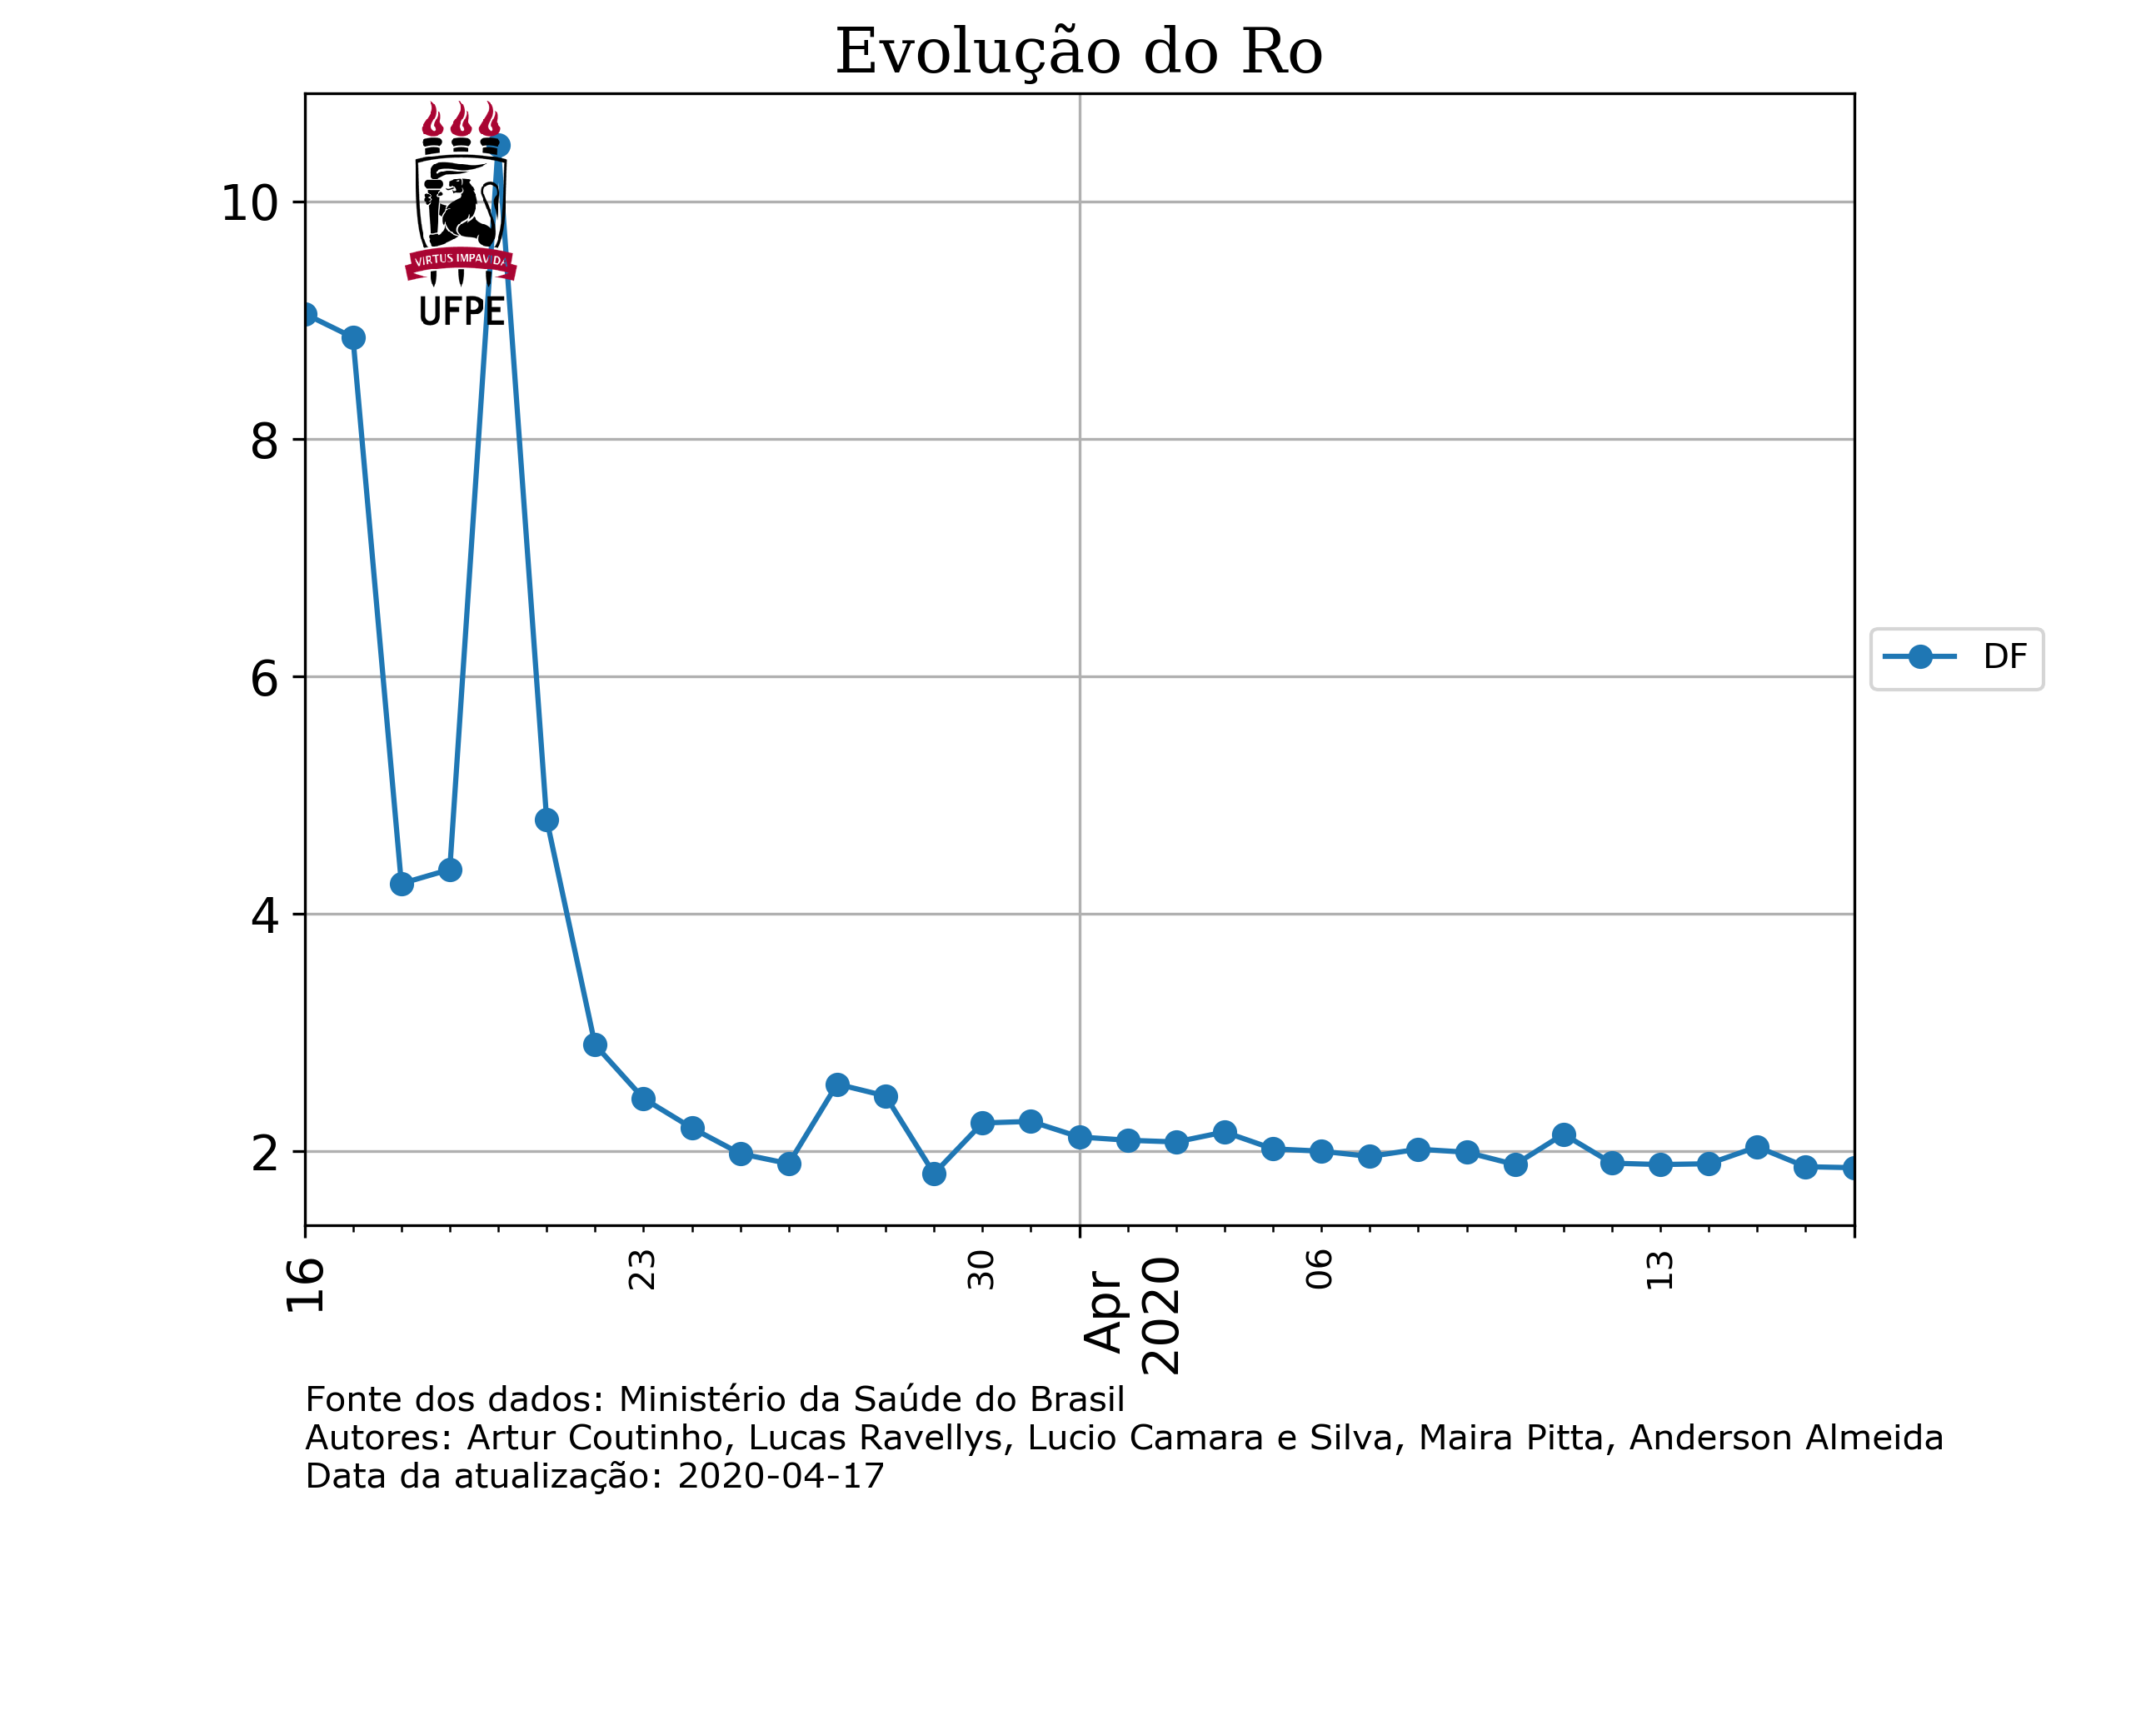 Evolução do Ro
VIRTUS IMPAVIDA
UFPE
10
8
6
4
2
DF
16
23
30
Apr
2020
06
13
Fonte dos dados: Ministério da Saúde do Brasil
Autores: Artur Coutinho, Lucas Ravellys, Lucio Camara e Silva, Maira Pitta, Anderson Almeida
Data da atualização: 2020-04-17